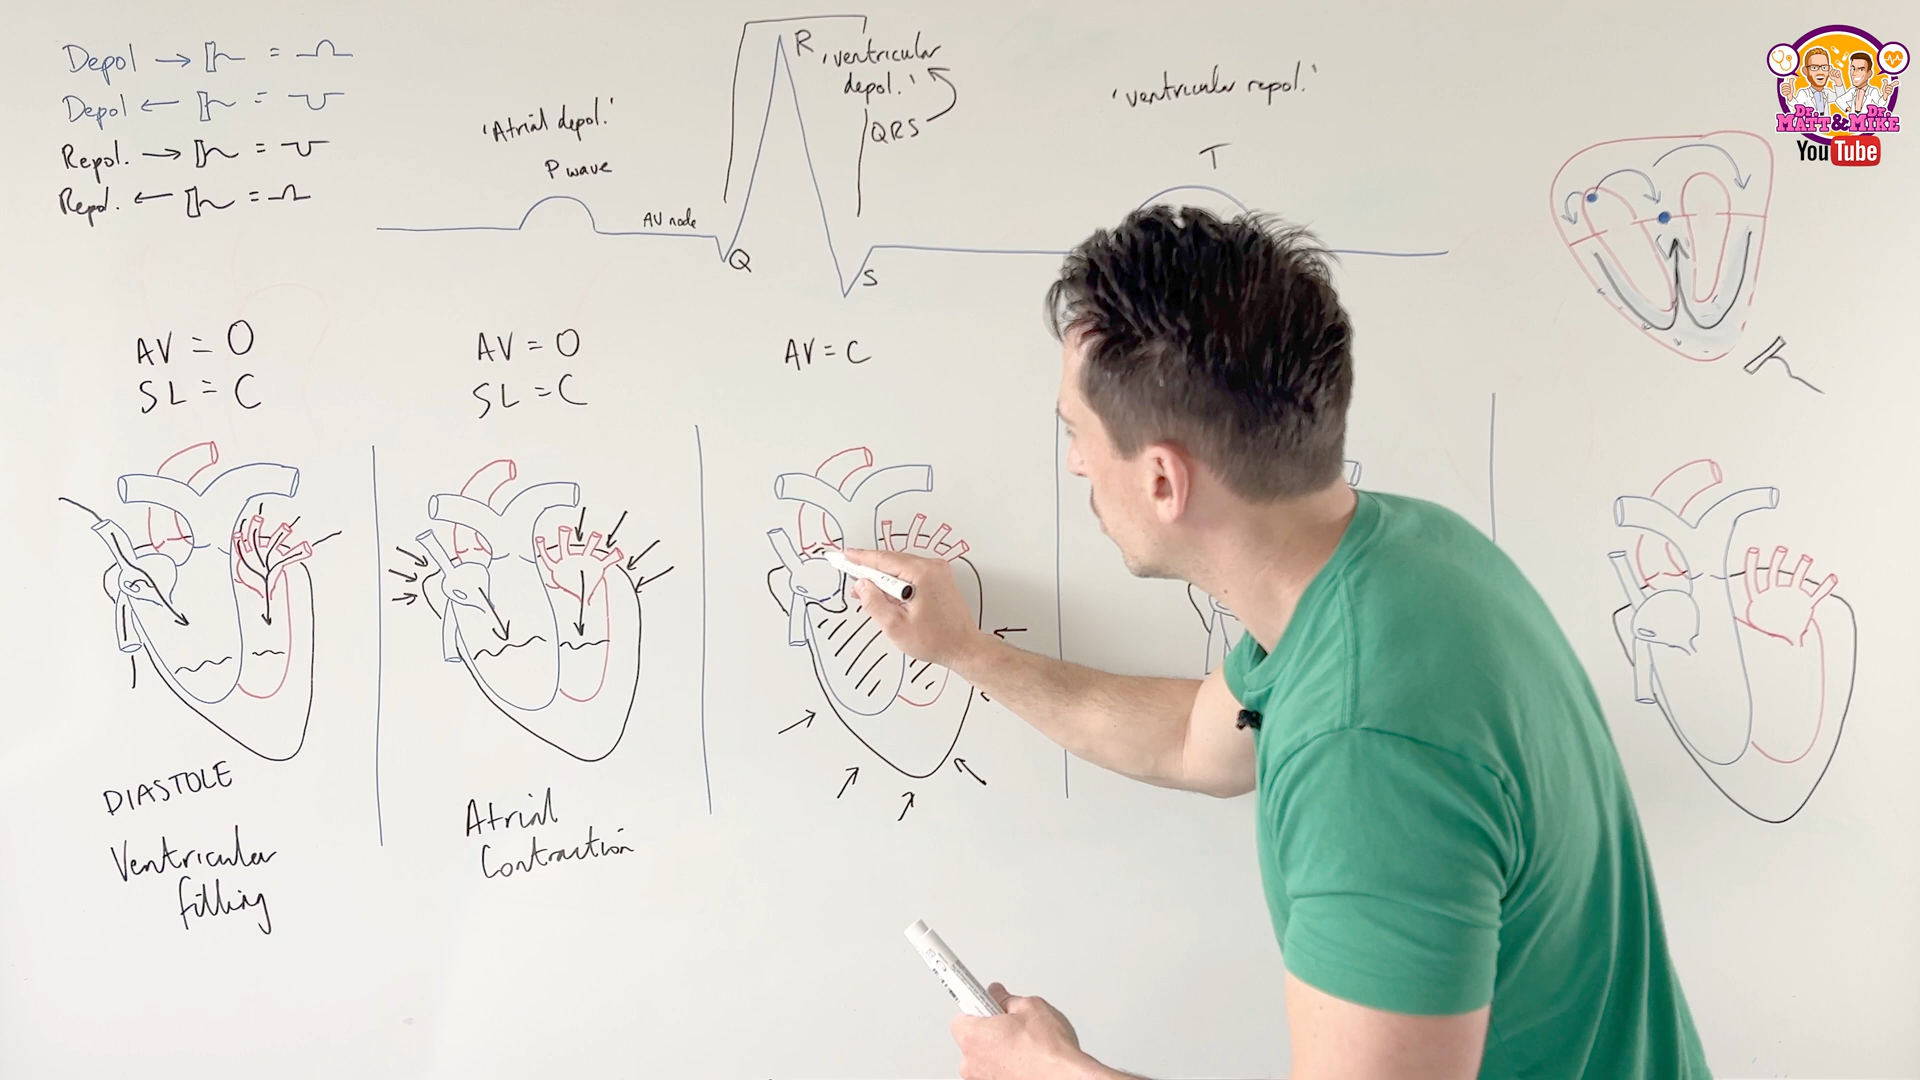 Depol → = 
Depol ← = 
Repol. → = 
Repol. ← = 
'Atrial depol.'
P wave
AV node
Q
R
S
'ventricular
depol.'
QRS
'ventricular repol.'
T
Dr. Dr.
MATT & MIKE
YouTube
AV = O
SL = C
AV = O
SL = C
AV = C
DIASTOLE
Ventricular
filling
Atrial
Contraction